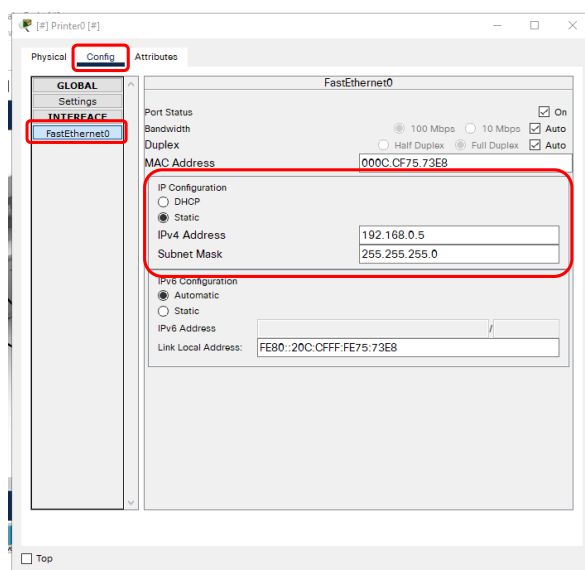 [#] Printer0 [#]
Physical Config Attributes
GLOBAL
Settings
INTERFACE
FastEthernet0
FastEthernet0
Port Status On
Bandwidth 100 Mbps 10 Mbps Auto
Duplex Half Duplex Full Duplex Auto
MAC Address 000C.CF75.73E8
IP Configuration
DHCP
Static
IPv4 Address 192.168.0.5
Subnet Mask 255.255.255.0
IPv6 Configuration
Automatic
Static
IPv6 Address /
Link Local Address: FE80::20C:CFFF:FE75:73E8
Top